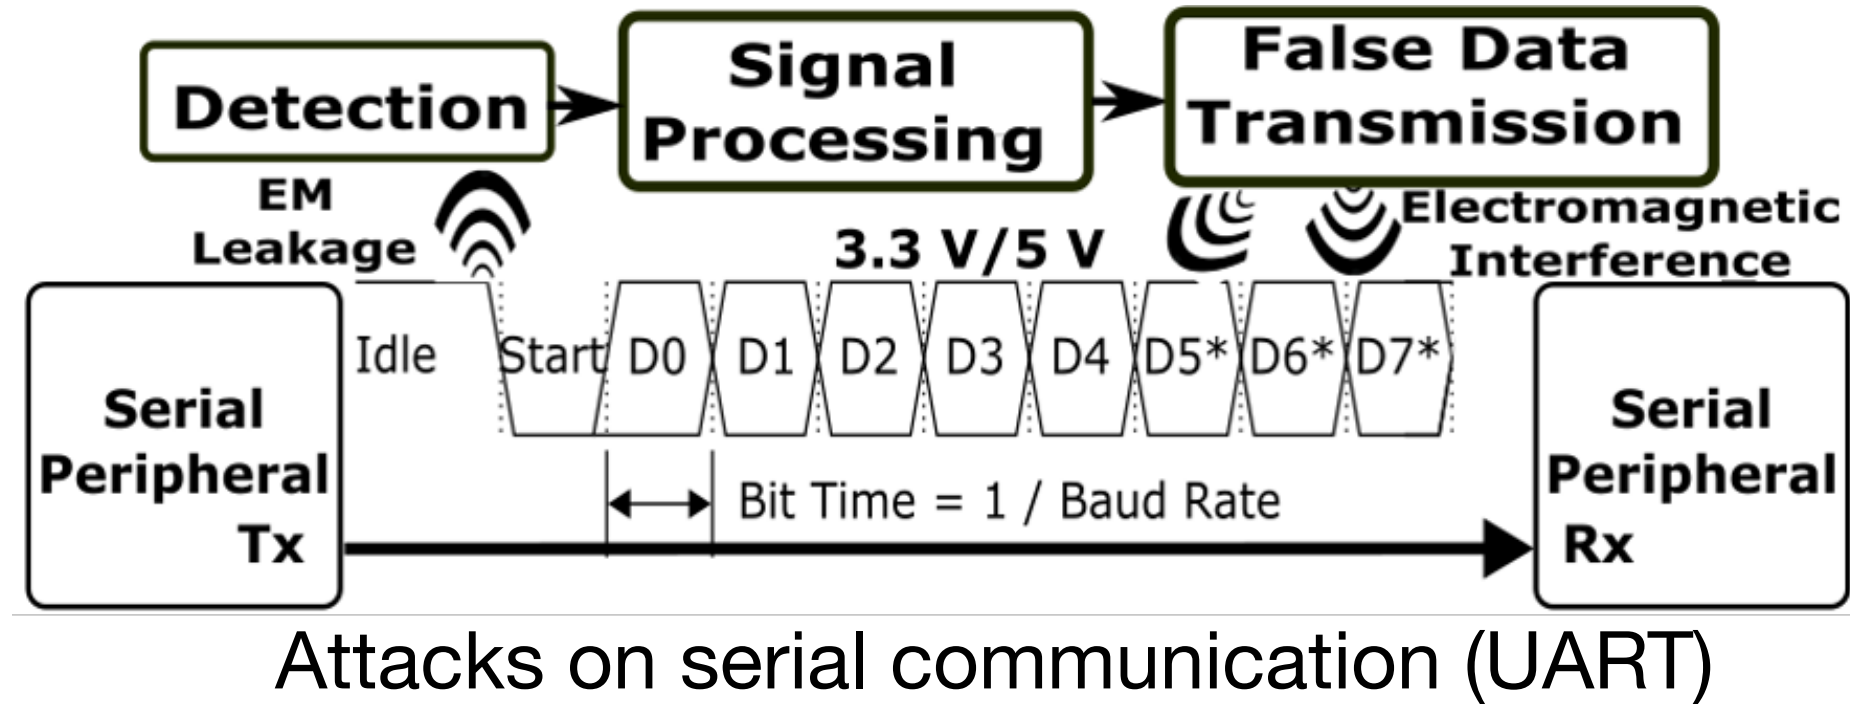 Detection
Signal
Processing
False Data
Transmission
EM
Leakage
3.3 V/5 V
Electromagnetic
Interference
Serial
Peripheral
Tx
Idle
Start D0 D1 D2 D3 D4 D5* D6* D7*
Bit Time = 1 / Baud Rate
Serial
Peripheral
Rx
Attacks on serial communication (UART)